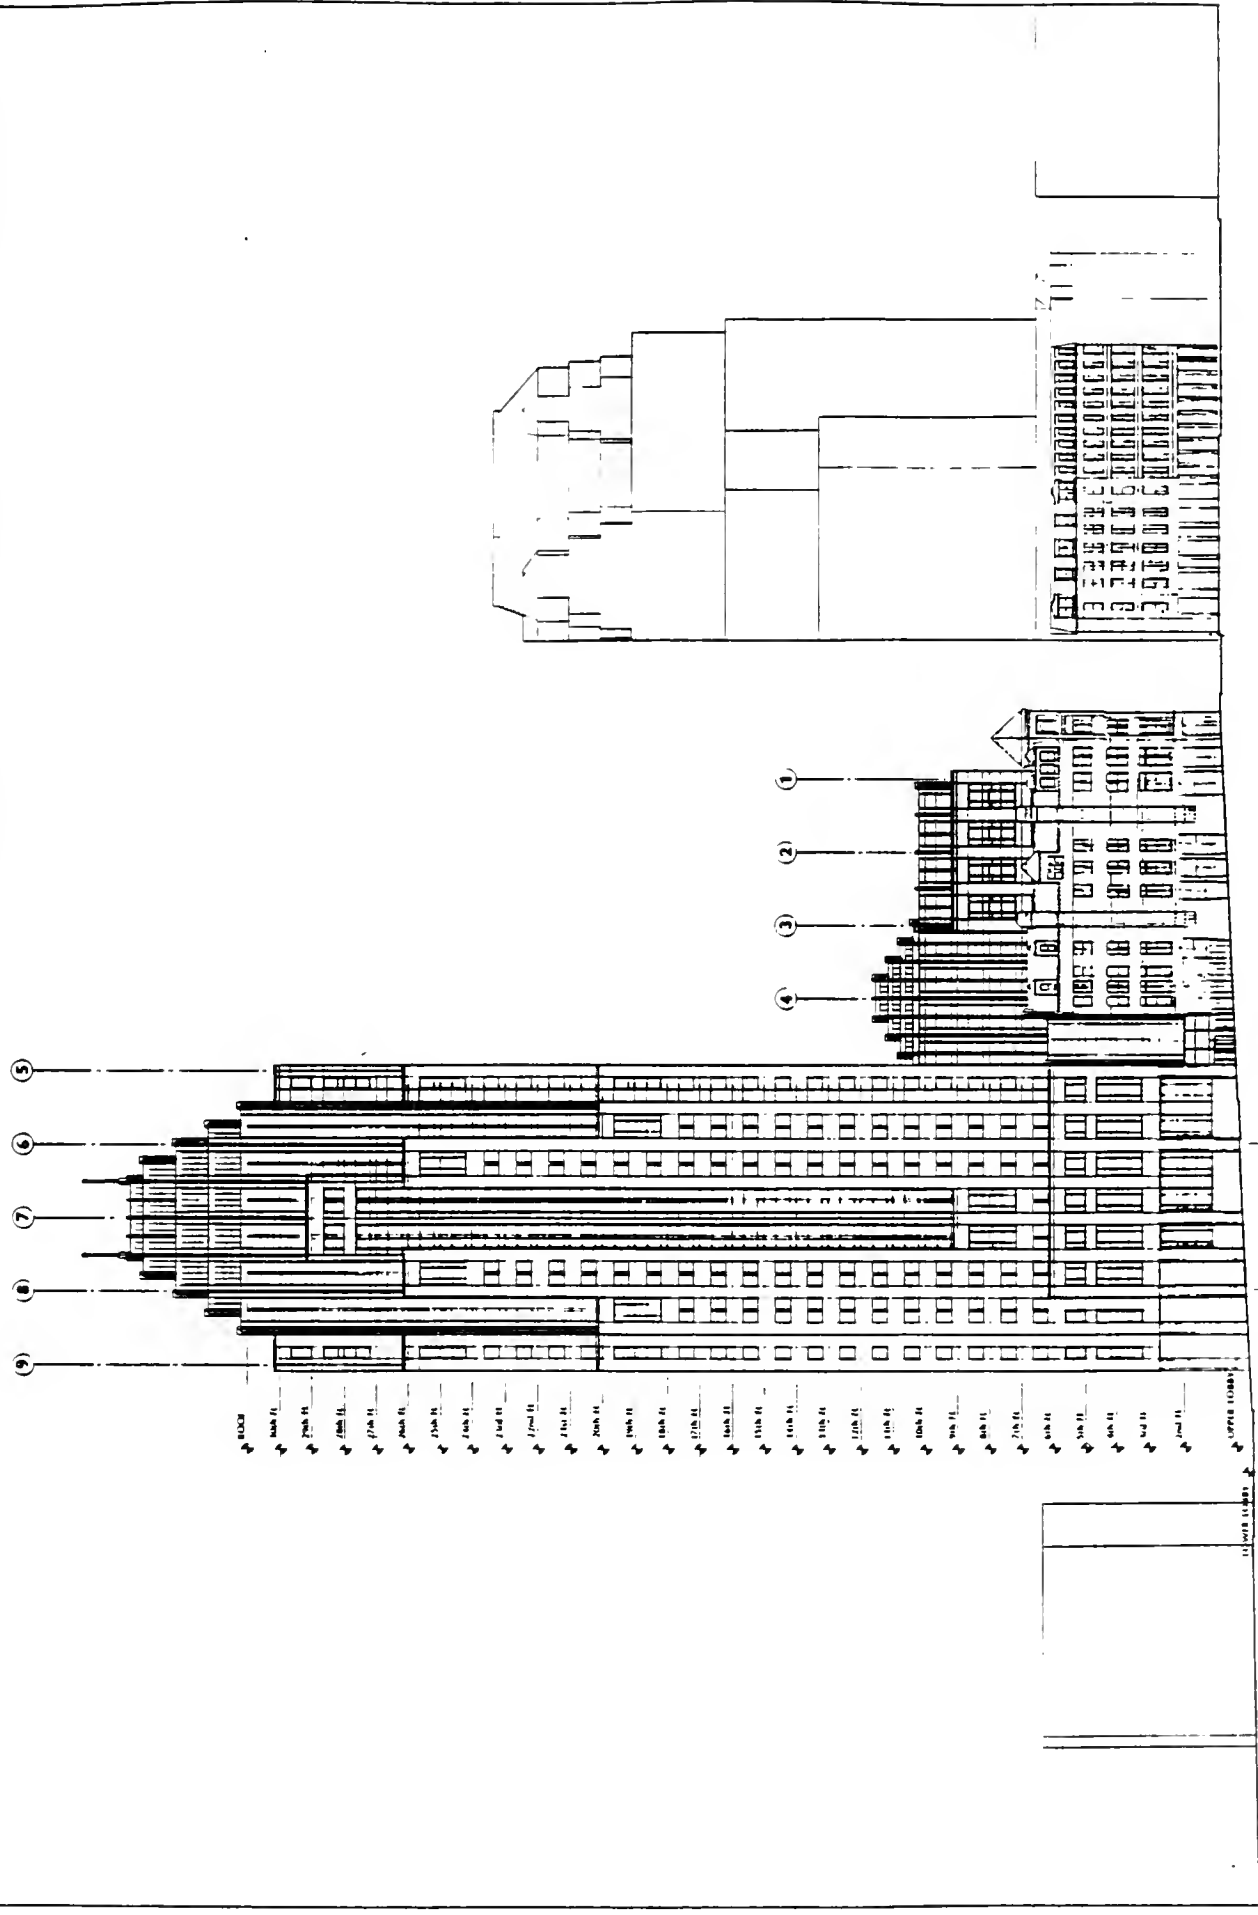 5
6
7
8
9
1
2
3
4
ROOF
30th FL
29th FL
28th FL
27th FL
26th FL
25th FL
24th FL
23rd FL
22nd FL
21st FL
20th FL
19th FL
18th FL
17th FL
16th FL
15th FL
14th FL
13th FL
12th FL
11th FL
10th FL
9th FL
8th FL
7th FL
6th FL
5th FL
4th FL
3rd FL
2nd FL
UPPER LOBBY
LOWER LOBBY